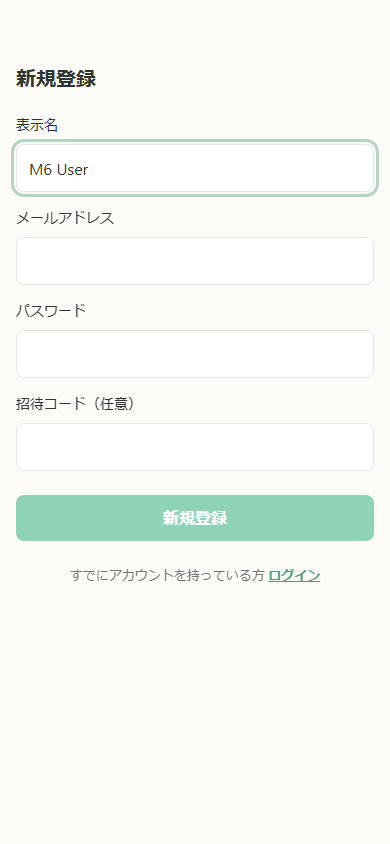 新規登録
表示名
M6 User
メールアドレス
パスワード
招待コード（任意）
新規登録
すでにアカウントを持っている方 ログイン